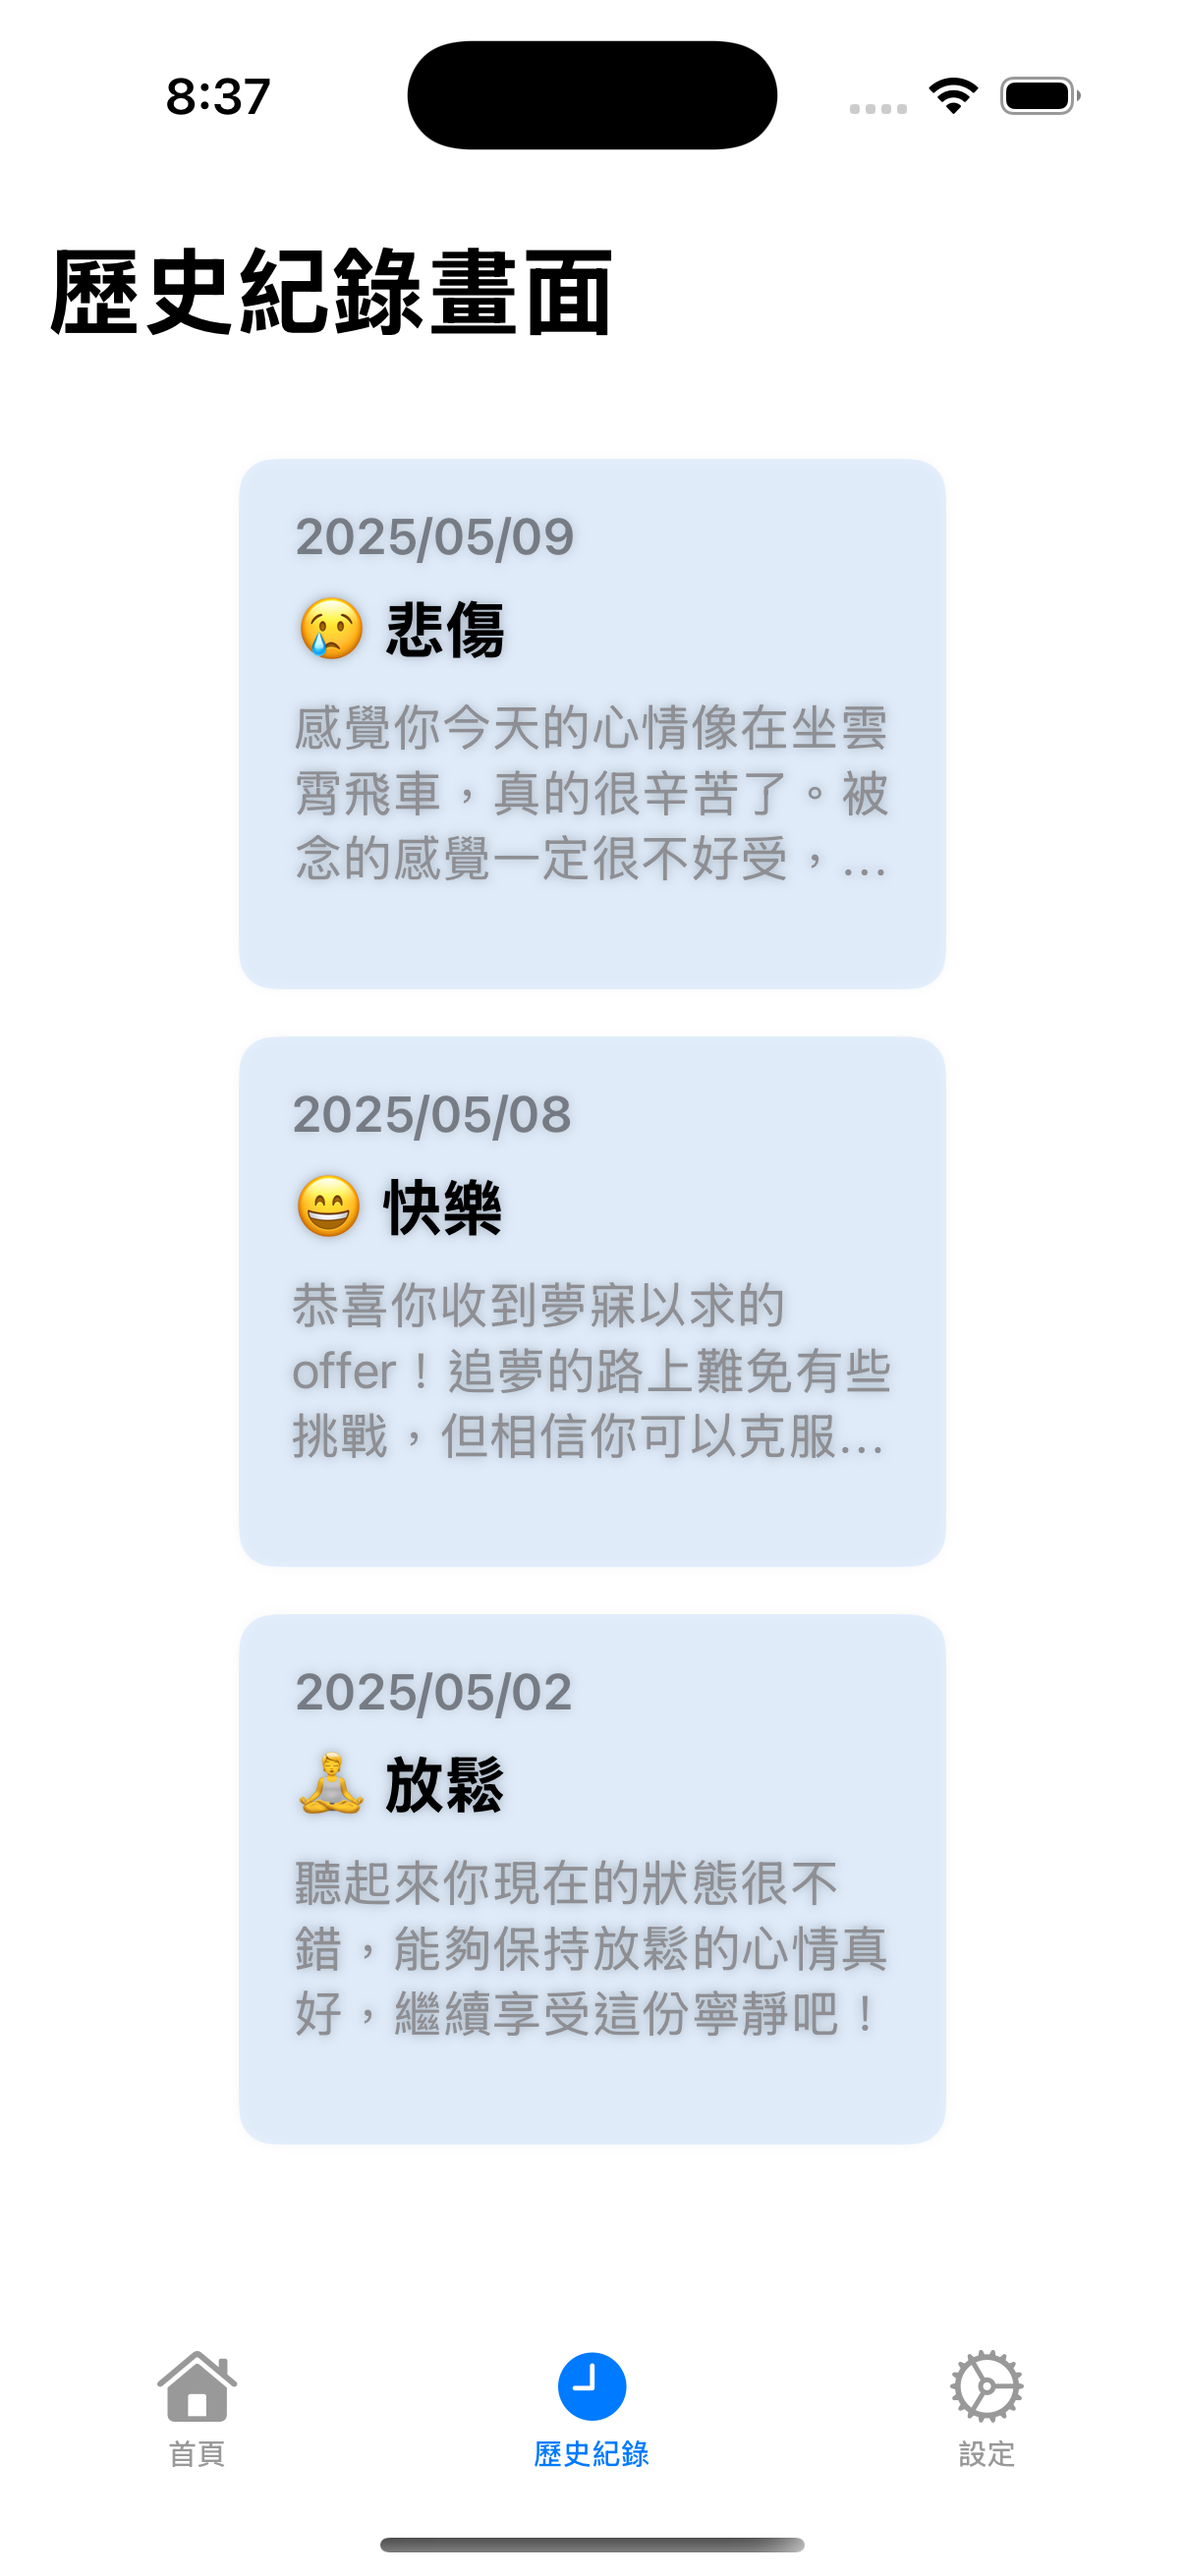 8:37
歷史紀錄畫面
2025/05/09
😢 悲傷
感覺你今天的心情像在坐雲
霄飛車，真的很辛苦了。被
念的感覺一定很不好受，...
2025/05/08
😄 快樂
恭喜你收到夢寐以求的
offer！追夢的路上難免有些
挑戰，但相信你可以克服...
2025/05/02
🧘 放鬆
聽起來你現在的狀態很不
錯，能夠保持放鬆的心情真
好，繼續享受這份寧靜吧！
首頁
歷史紀錄
設定